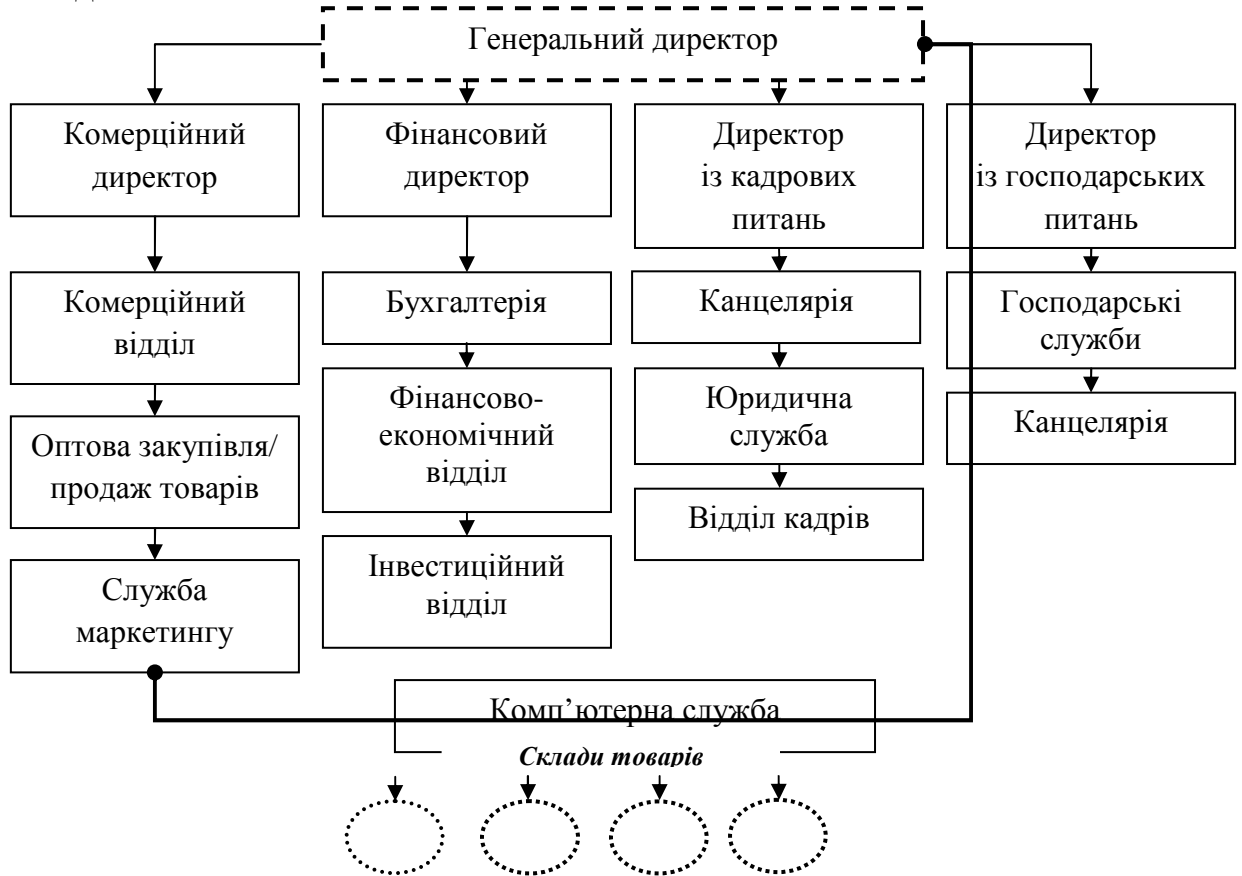 Генеральний директор
Комерційний
директор
Фінансовий
директор
Директор
із кадрових
питань
Директор
із господарських
питань
Комерційний
відділ
Бухгалтерія
Канцелярія
Господарські
служби
Оптова закупівля/
продаж товарів
Фінансово-
економічний
відділ
Юридична
служба
Канцелярія
Служба
маркетингу
Інвестиційний
відділ
Відділ кадрів
Комп’ютерна служба
Склади товарів